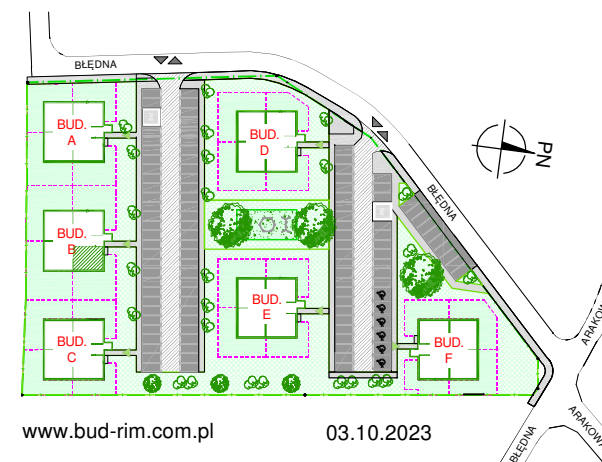 BŁĘDNA
BUD.
A
BUD.
D
PN
BUD.
B
BŁĘDNA
BUD.
E
BUD.
C
BUD.
F
ARAKOW
ARAKOWA
BŁĘDNA
www.bud-rim.com.pl
03.10.2023